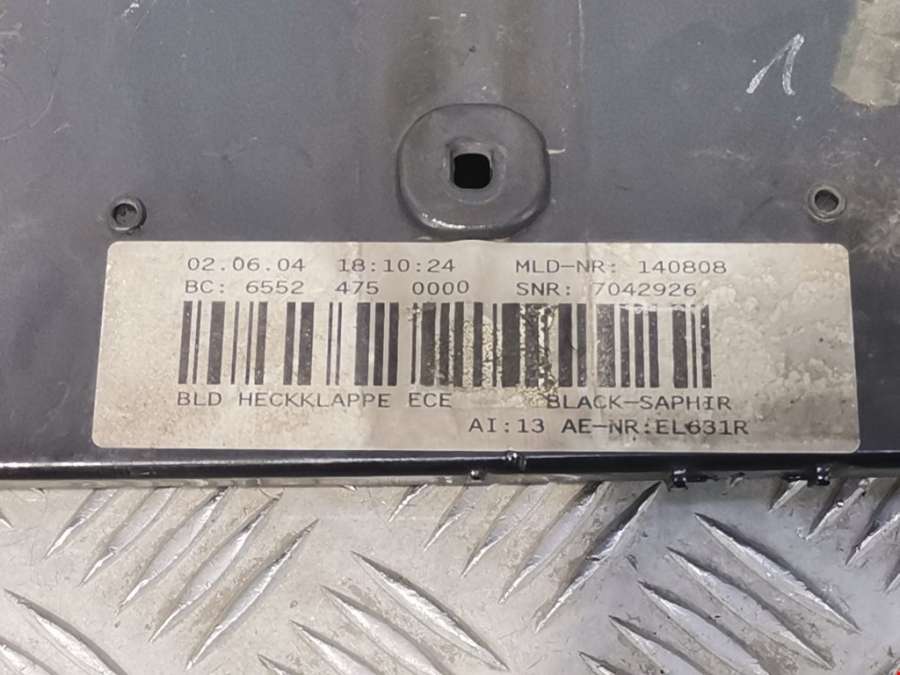 02.06.04 18:10:24 MLD-NR: 140808
BC: 6552 475 0000 SNR: 7042926
BLD HECKKLAPPE ECE BLACK-SAPHIR
AI:13 AE-NR:EL631R